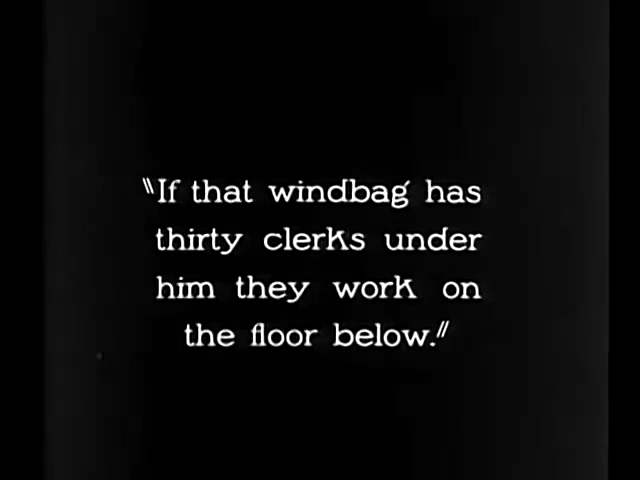 "If that windbag has
thirty clerks under
him they work on
the floor below."